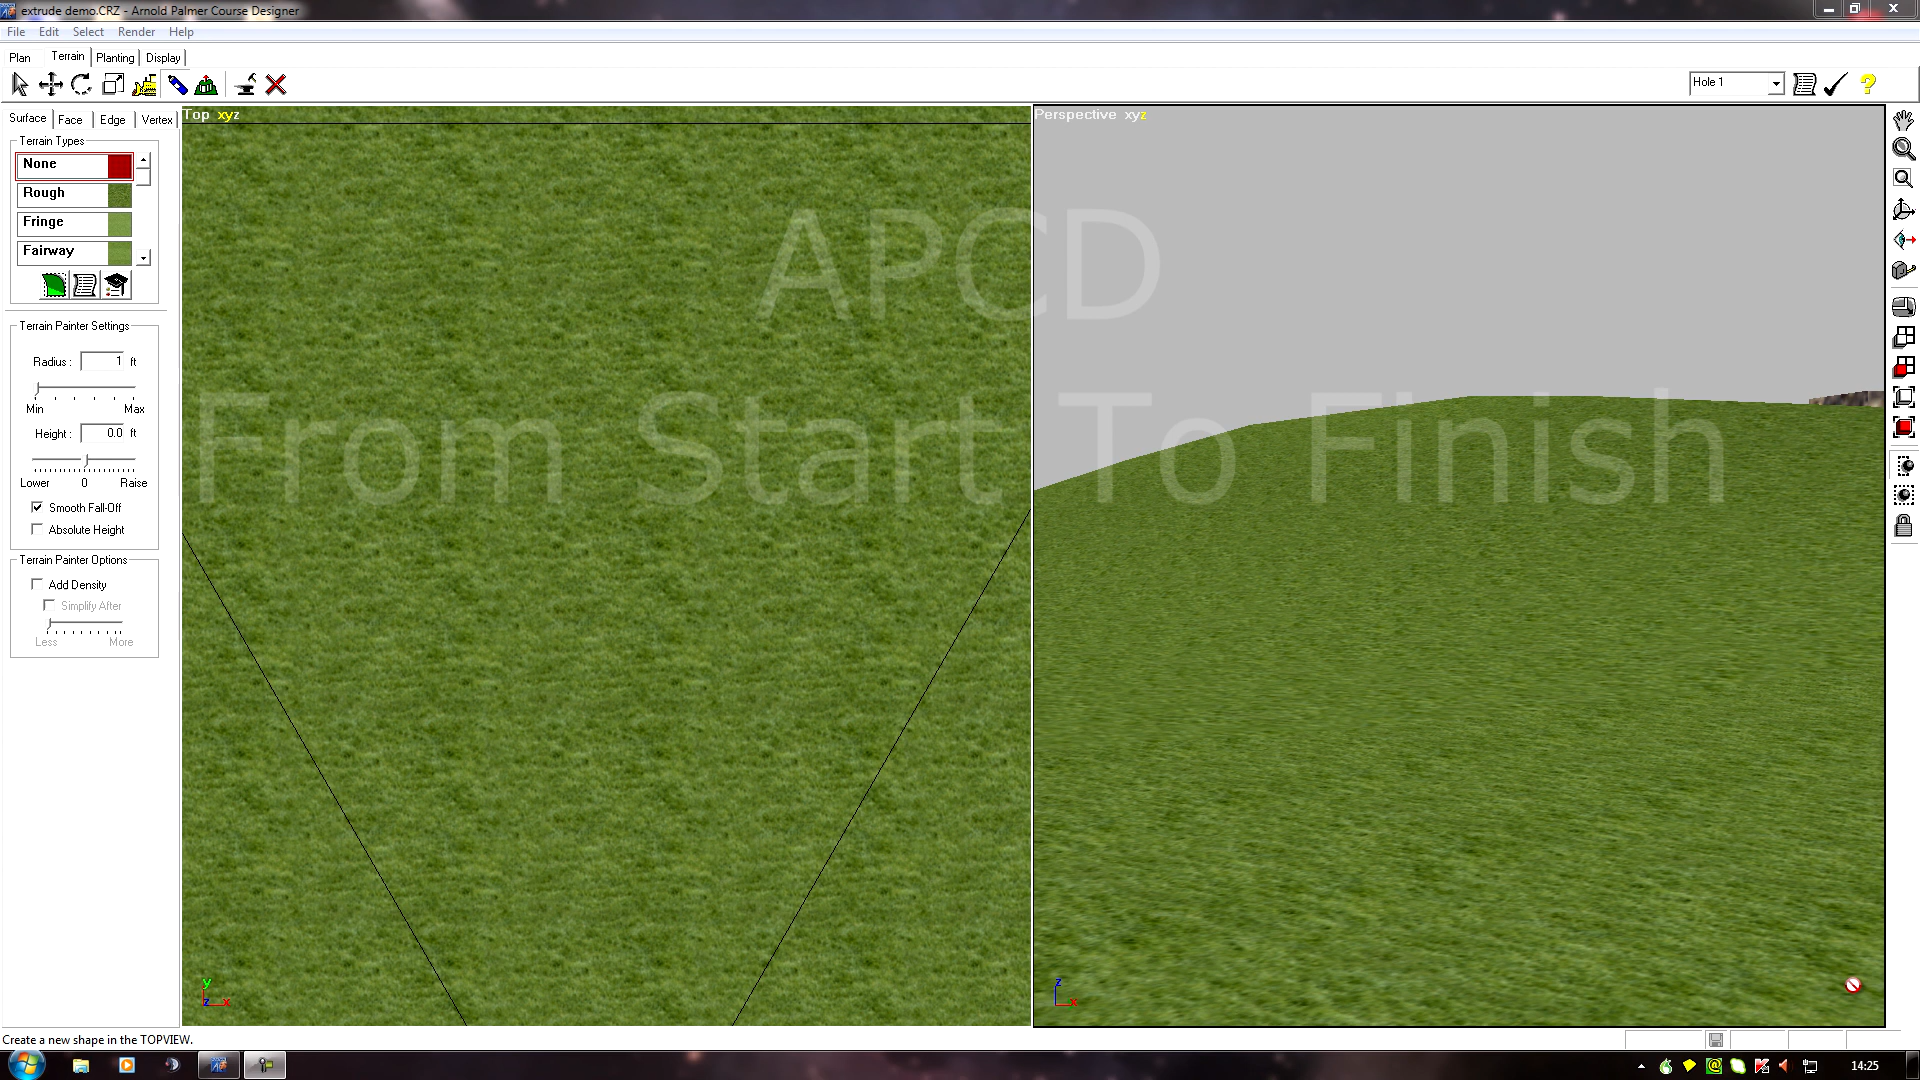 extrude demo.CRZ - Arnold Palmer Course Designer
File Edit Select Render Help
Plan Terrain Planting Display
Hole 1
Surface Face Edge Vertex
Terrain Types
None
Rough
Fringe
Fairway
Terrain Painter Settings
Radius : 1 ft
Min Max
Height : 0.0 ft
Lower 0 Raise
Smooth Fall-Off
Absolute Height
Terrain Painter Options
Add Density
Simplify After
Less More
Top xyz
Perspective xyz
APCD
From Start To Finish
y
z x
z
x
Create a new shape in the TOPVIEW.
14:25